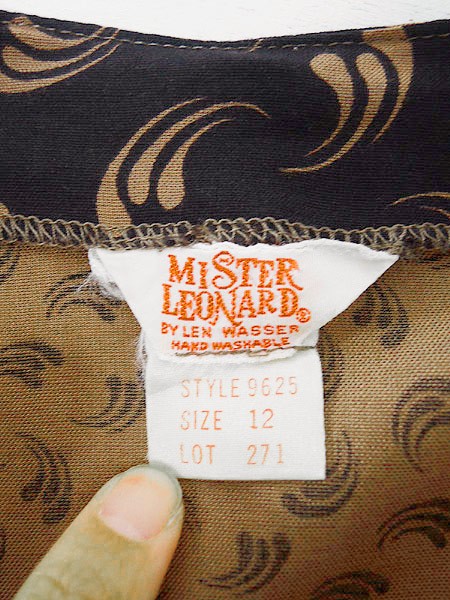 MiSTER
LEONARD®
BY LEN WASSER
HAND WASHABLE
STYLE 9625
SIZE 12
LOT 271